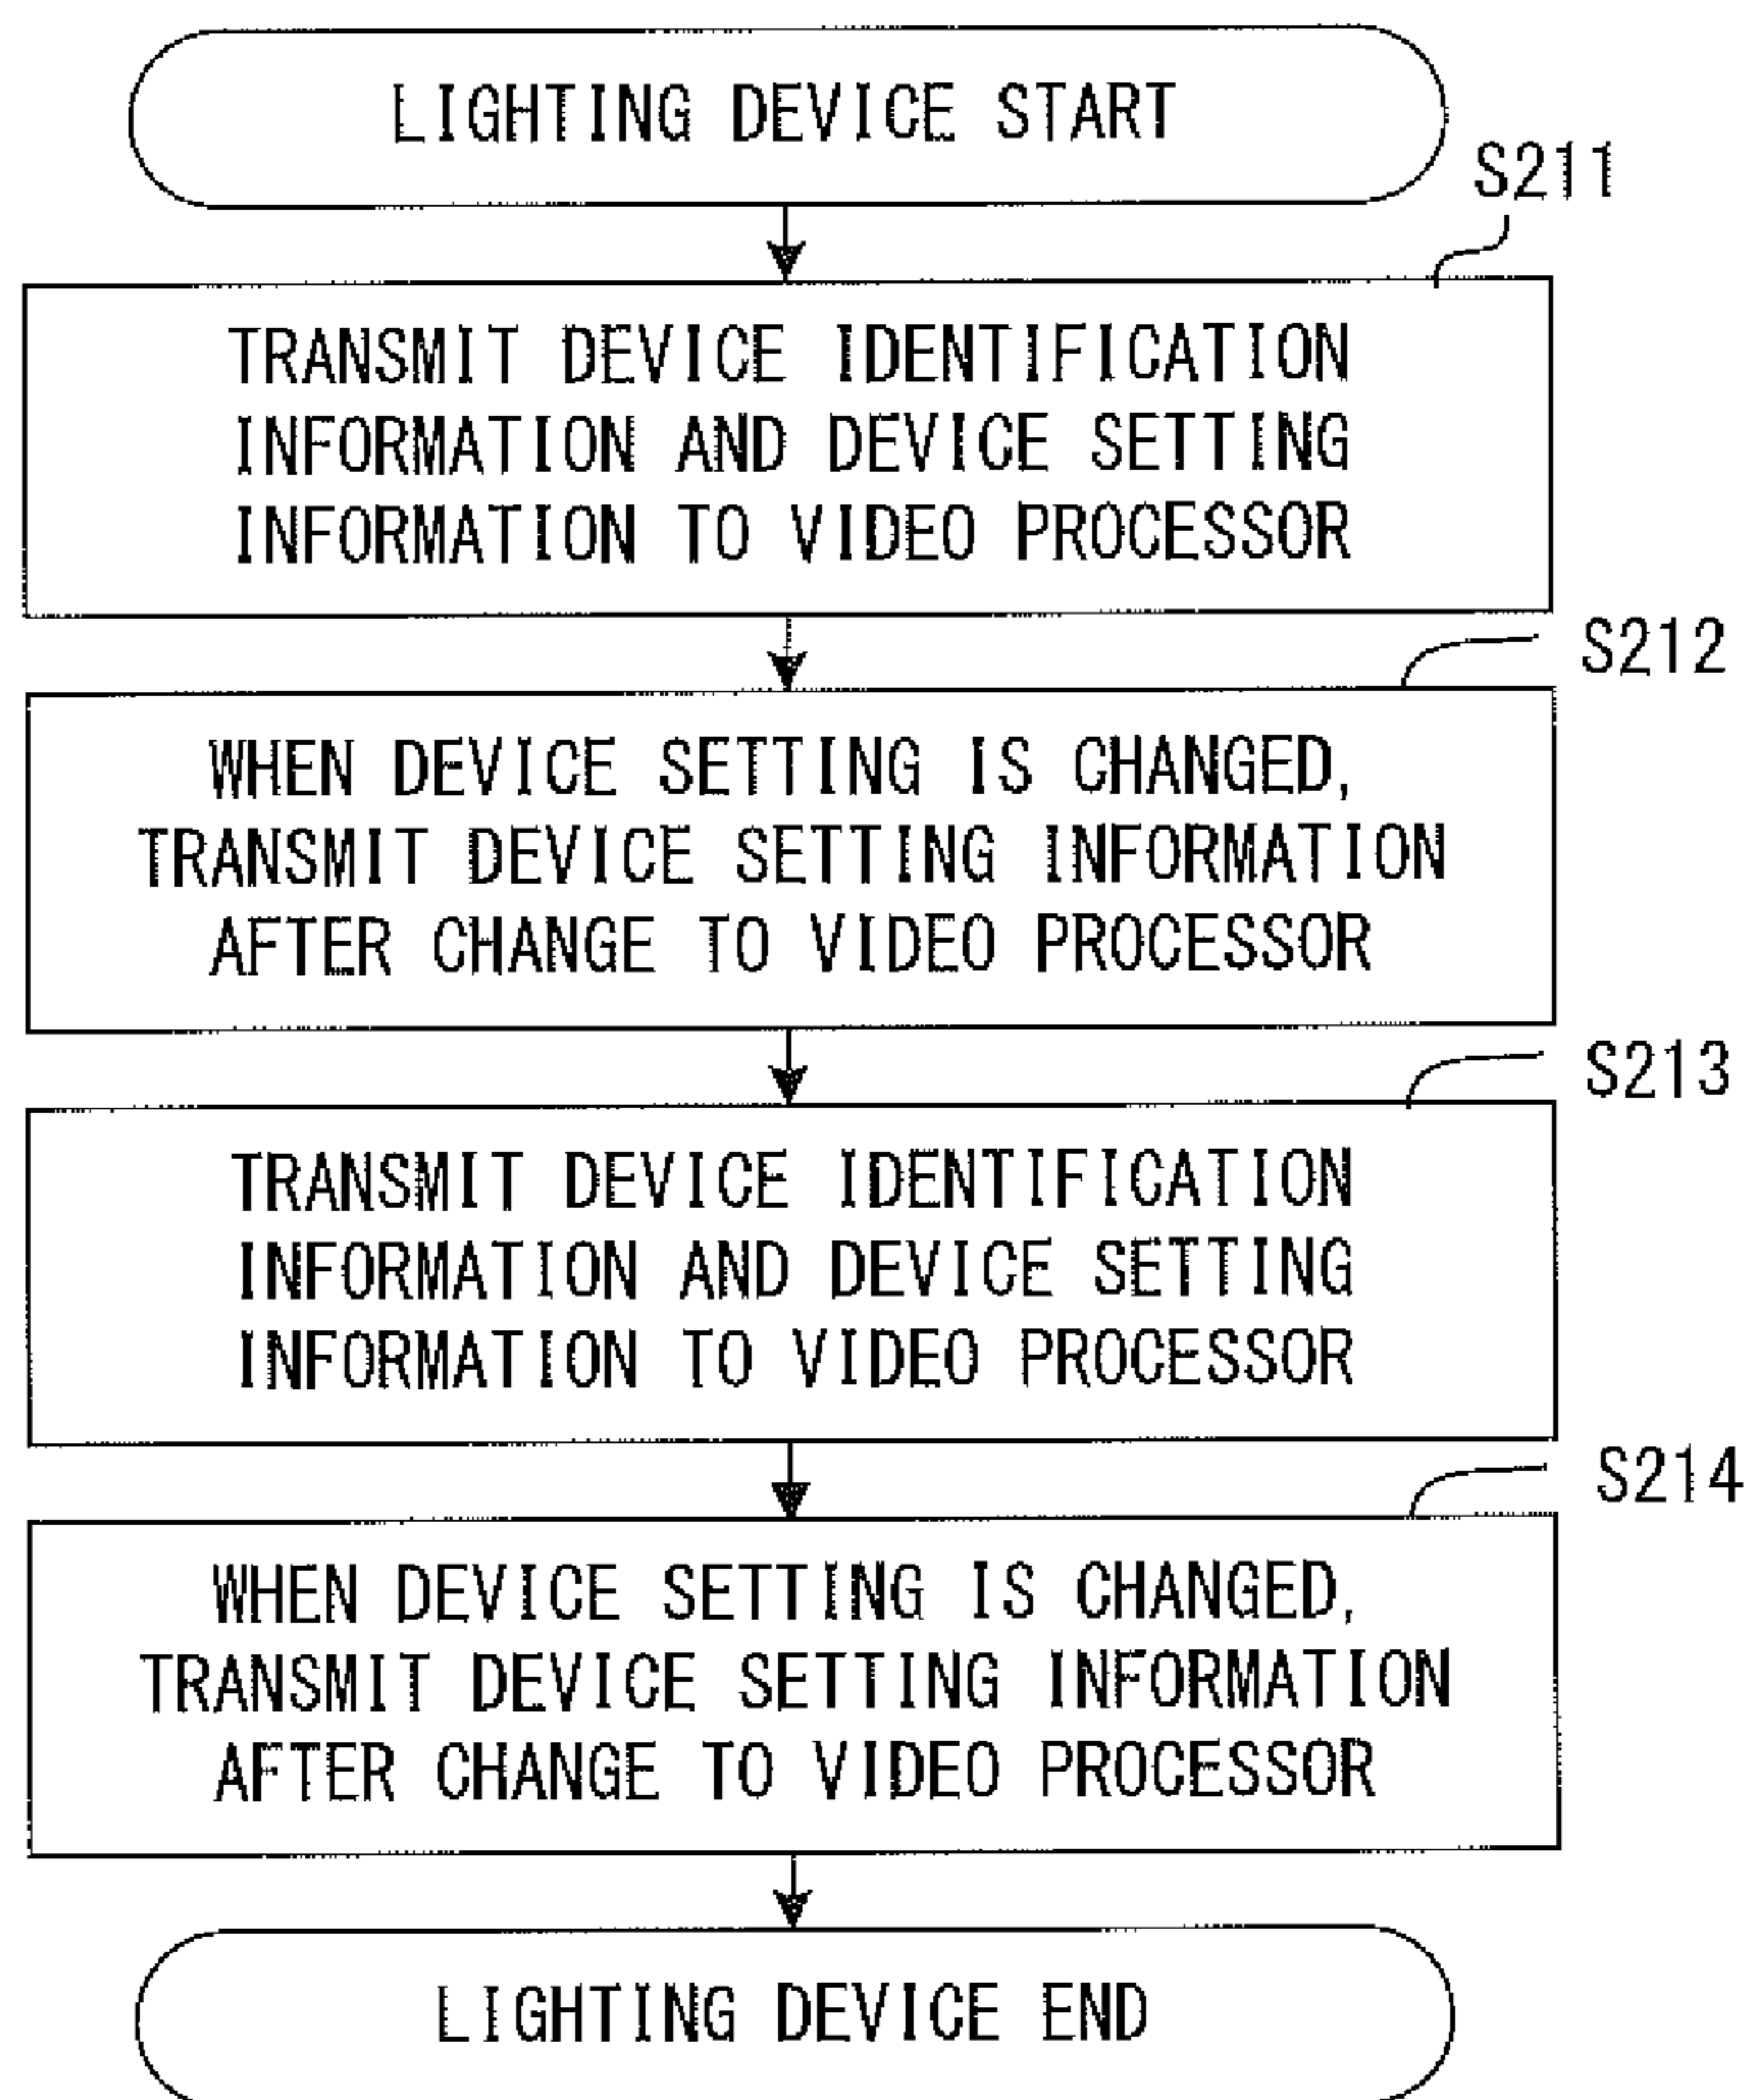 LIGHTING DEVICE START
S211
TRANSMIT DEVICE IDENTIFICATION
INFORMATION AND DEVICE SETTING
INFORMATION TO VIDEO PROCESSOR
S212
WHEN DEVICE SETTING IS CHANGED,
TRANSMIT DEVICE SETTING INFORMATION
AFTER CHANGE TO VIDEO PROCESSOR
S213
TRANSMIT DEVICE IDENTIFICATION
INFORMATION AND DEVICE SETTING
INFORMATION TO VIDEO PROCESSOR
S214
WHEN DEVICE SETTING IS CHANGED,
TRANSMIT DEVICE SETTING INFORMATION
AFTER CHANGE TO VIDEO PROCESSOR
LIGHTING DEVICE END